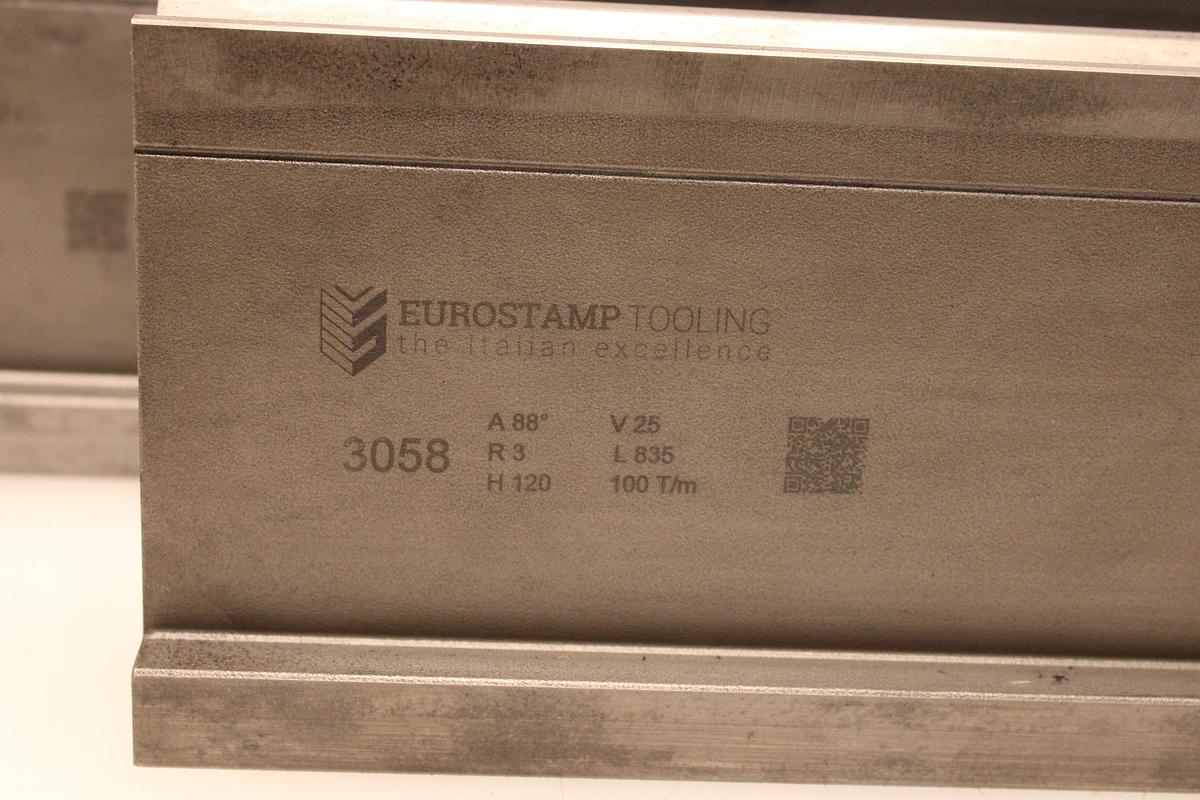 EUROSTAMP TOOLING
the italian excellence
3058
A 88° V 25
R 3 L 835
H 120 100 T/m